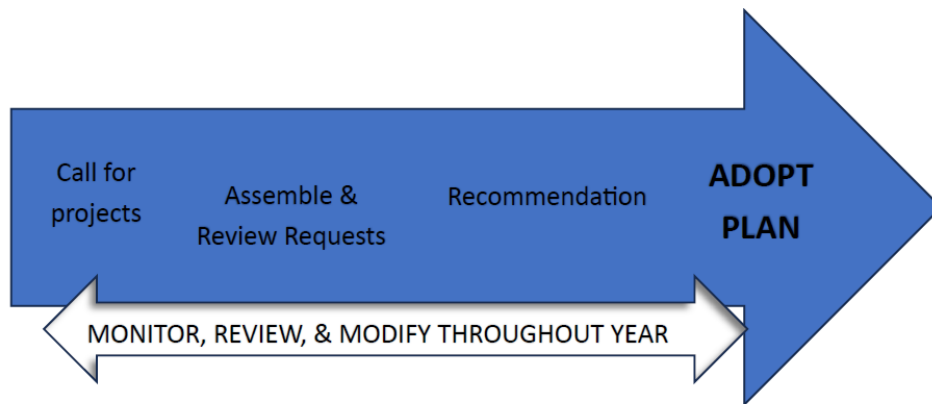 Call for
projects
Assemble &
Review Requests
Recommendation
ADOPT
PLAN
MONITOR, REVIEW, & MODIFY THROUGHOUT YEAR